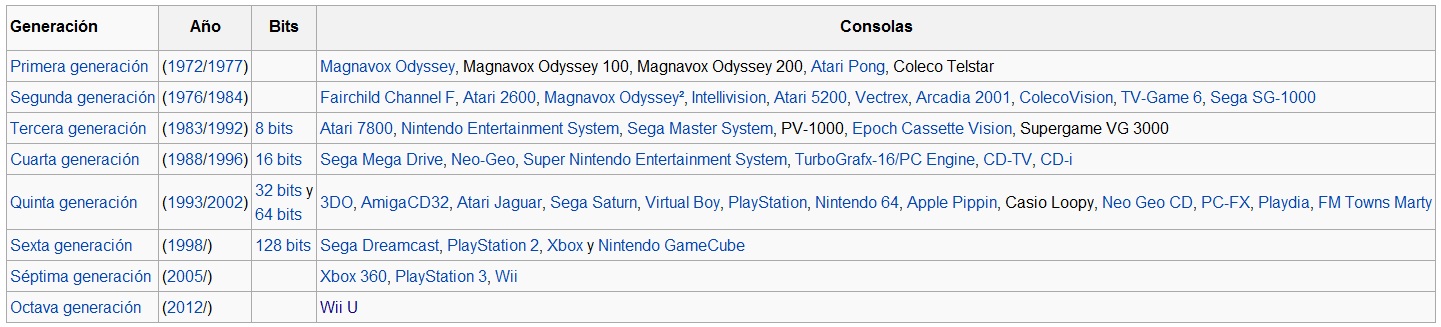 Generación Año Bits Consolas
Primera generación (1972/1977) Magnavox Odyssey, Magnavox Odyssey 100, Magnavox Odyssey 200, Atari Pong, Coleco Telstar
Segunda generación (1976/1984) Fairchild Channel F, Atari 2600, Magnavox Odyssey², Intellivision, Atari 5200, Vectrex, Arcadia 2001, ColecoVision, TV-Game 6, Sega SG-1000
Tercera generación (1983/1992) 8 bits Atari 7800, Nintendo Entertainment System, Sega Master System, PV-1000, Epoch Cassette Vision, Supergame VG 3000
Cuarta generación (1988/1996) 16 bits Sega Mega Drive, Neo-Geo, Super Nintendo Entertainment System, TurboGrafx-16/PC Engine, CD-TV, CD-i
Quinta generación (1993/2002) 32 bits y
64 bits 3DO, AmigaCD32, Atari Jaguar, Sega Saturn, Virtual Boy, PlayStation, Nintendo 64, Apple Pippin, Casio Loopy, Neo Geo CD, PC-FX, Playdia, FM Towns Marty
Sexta generación (1998/) 128 bits Sega Dreamcast, PlayStation 2, Xbox y Nintendo GameCube
Séptima generación (2005/) Xbox 360, PlayStation 3, Wii
Octava generación (2012/) Wii U